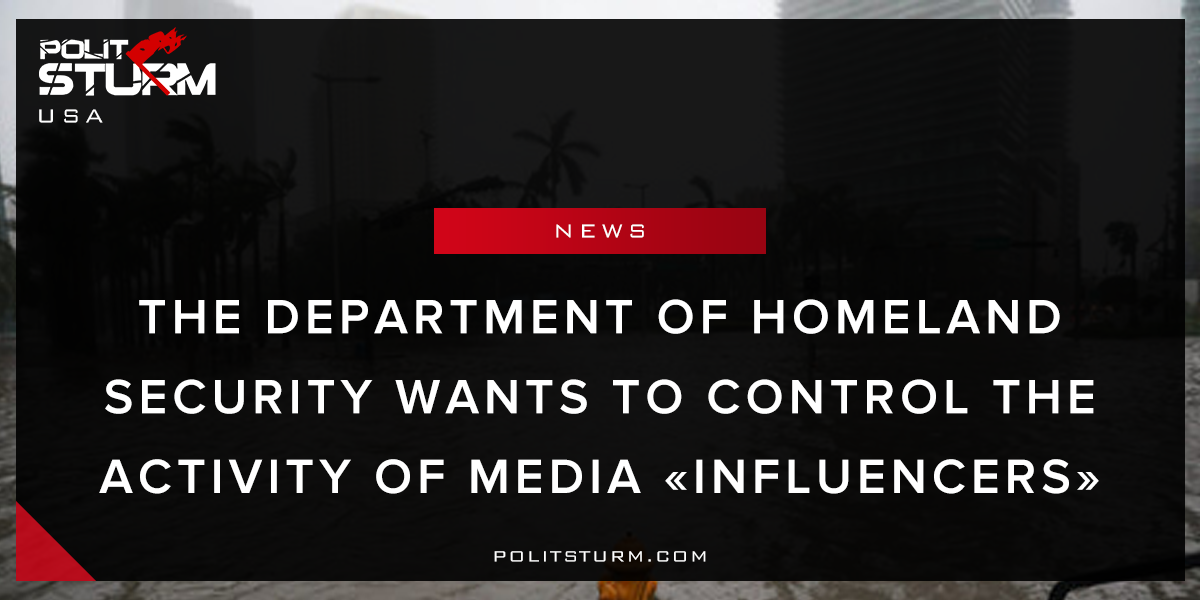 POLIT
STURM
USA
NEWS
THE DEPARTMENT OF HOMELAND
SECURITY WANTS TO CONTROL THE
ACTIVITY OF MEDIA «INFLUENCERS»
POLITSTURM.COM